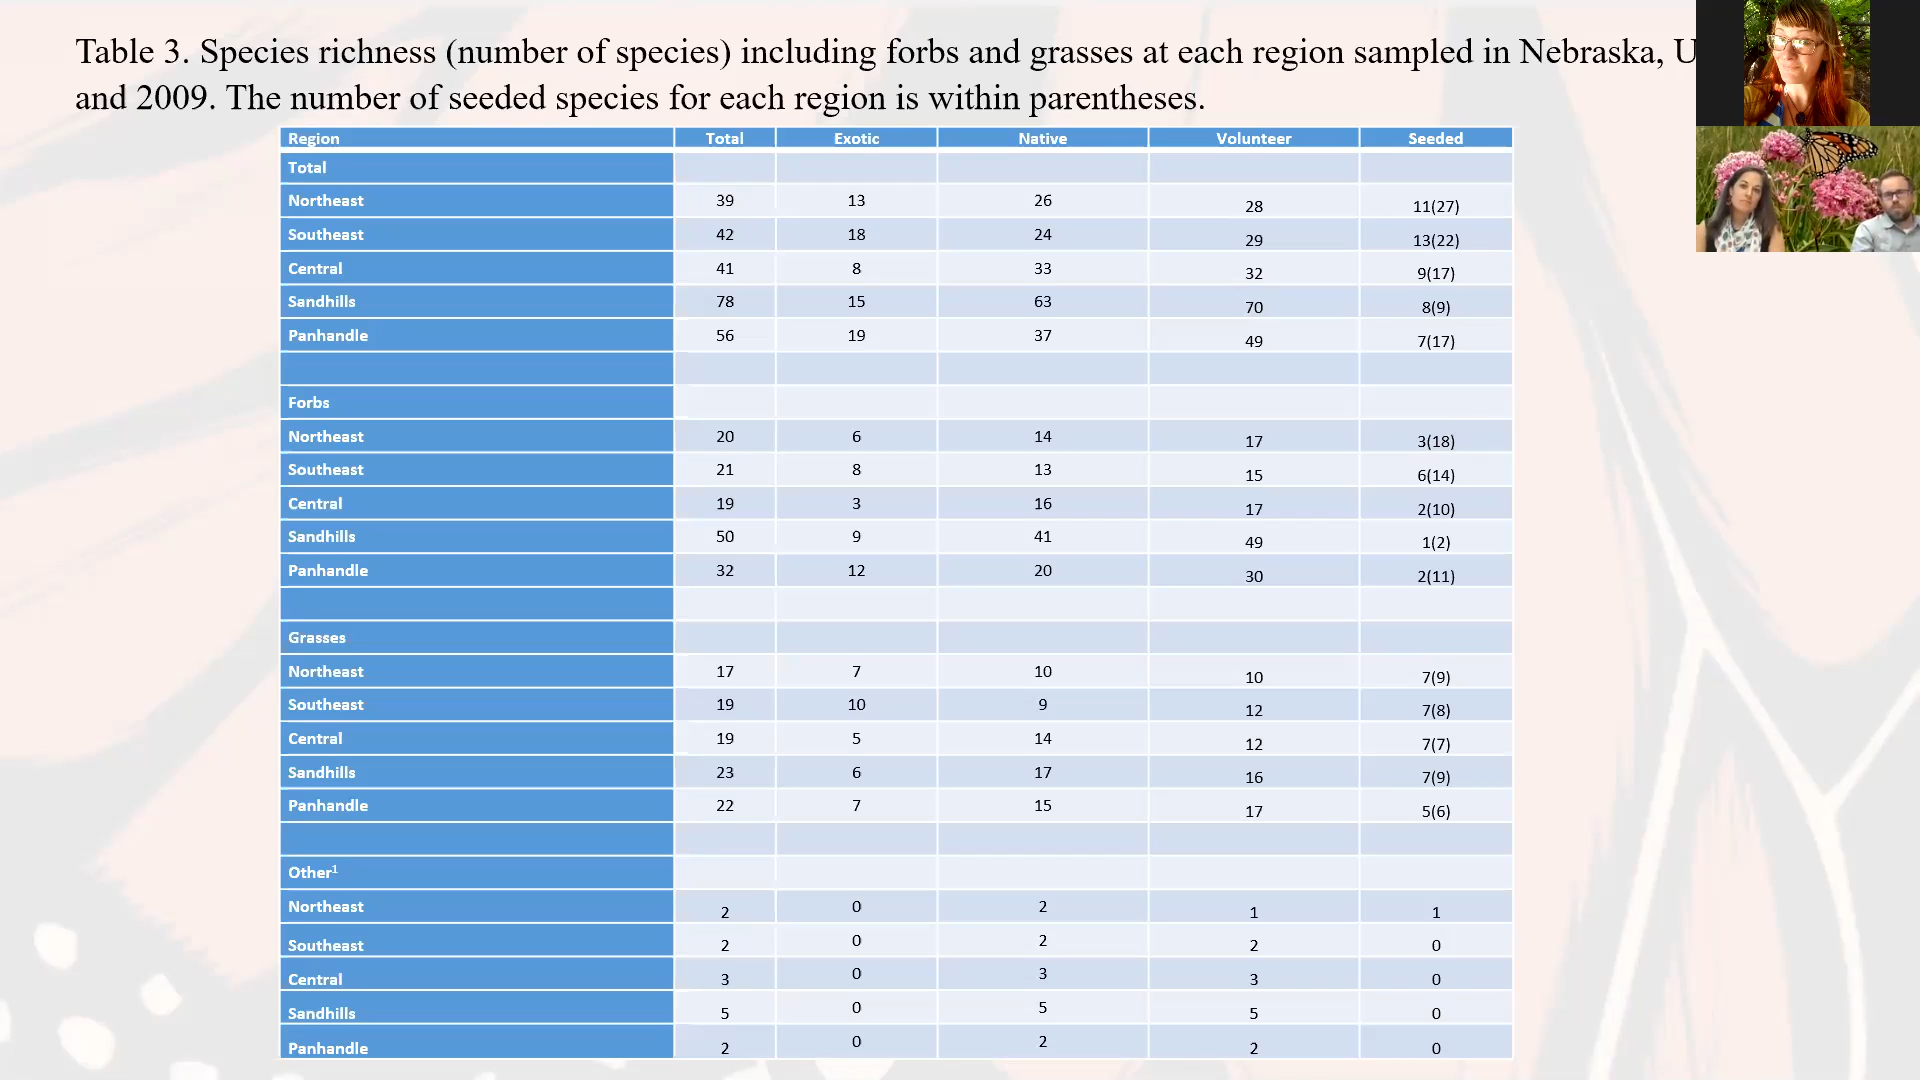 Table 3. Species richness (number of species) including forbs and grasses at each region sampled in Nebraska,
and 2009. The number of seeded species for each region is within parentheses.
Region Total Exotic Native Volunteer Seeded
Total
Northeast 39 13 26 28 11(27)
Southeast 42 18 24 29 13(22)
Central 41 8 33 32 9(17)
Sandhills 78 15 63 70 8(9)
Panhandle 56 19 37 49 7(17)
Forbs
Northeast 20 6 14 17 3(18)
Southeast 21 8 13 15 6(14)
Central 19 3 16 17 2(10)
Sandhills 50 9 41 49 1(2)
Panhandle 32 12 20 30 2(11)
Grasses
Northeast 17 7 10 10 7(9)
Southeast 19 10 9 12 7(8)
Central 19 5 14 12 7(7)
Sandhills 23 6 17 16 7(9)
Panhandle 22 7 15 17 5(6)
Other¹
Northeast 2 0 2 1 1
Southeast 2 0 2 2 0
Central 3 0 3 3 0
Sandhills 5 0 5 5 0
Panhandle 2 0 2 2 0